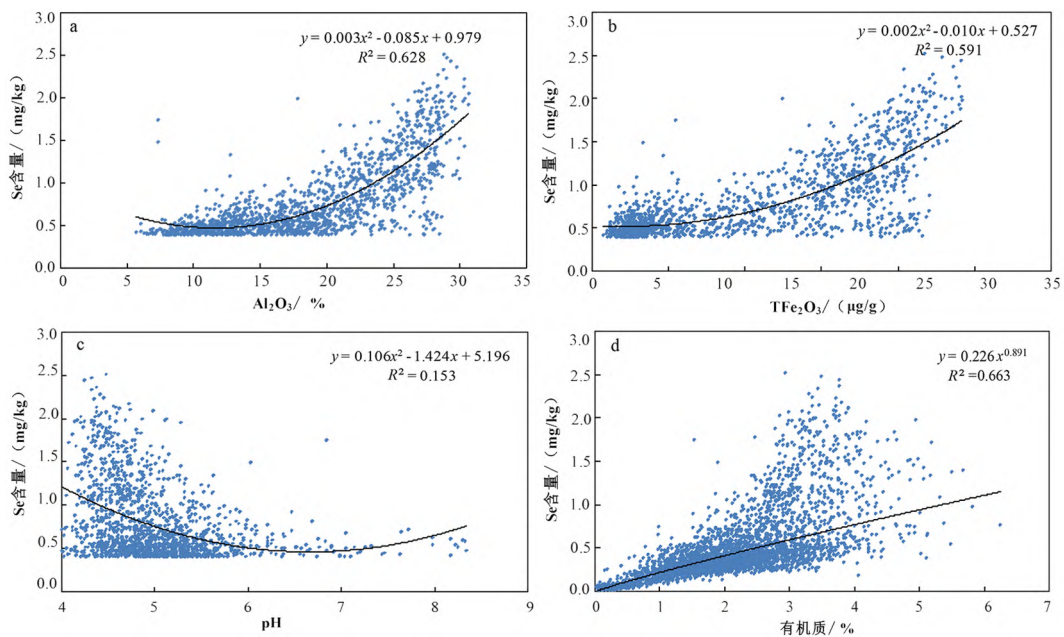 a
y = 0.003x² - 0.085x + 0.979
R² = 0.628
Se含量/（mg/kg）
3.0
2.5
2.0
1.5
1.0
0.5
0.0
0 5 10 15 20 25 30 35
Al₂O₃/ %
b
y = 0.002x² - 0.010x + 0.527
R² = 0.591
Se含量/（mg/kg）
3.0
2.5
2.0
1.5
1.0
0.5
0.0
0 5 10 15 20 25 30 35
TFe₂O₃/（μg/g）
c
y = 0.106x² - 1.424x + 5.196
R² = 0.153
Se含量/（mg/kg）
3.0
2.5
2.0
1.5
1.0
0.5
0.0
4 5 6 7 8 9
pH
d
y = 0.226x^0.891
R² =0.663
Se含量/（mg/kg）
3.0
2.5
2.0
1.5
1.0
0.5
0.0
0 1 2 3 4 5 6 7
有机质/%